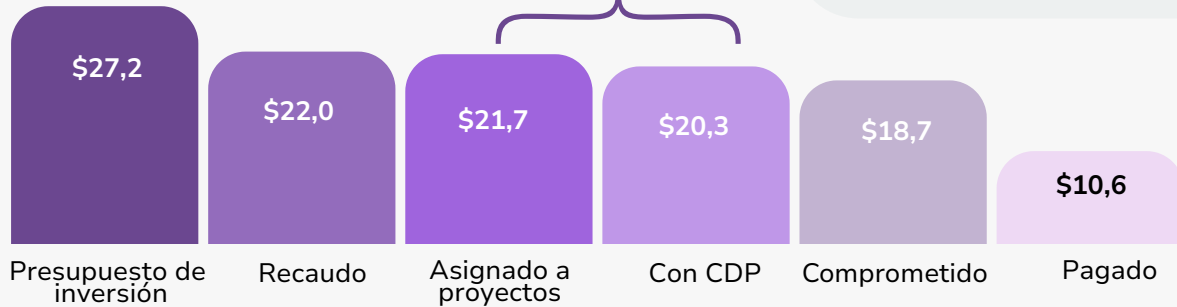 $27,2
$22,0
$21,7
$20,3
$18,7
$10,6
Presupuesto de
inversión
Recaudo
Asignado a
proyectos
Con CDP
Comprometido
Pagado